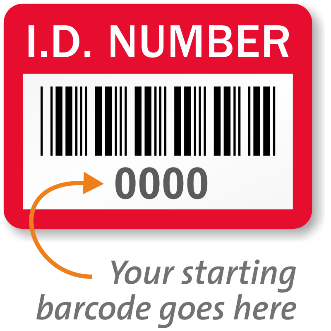 I.D. NUMBER
0000
Your starting
barcode goes here